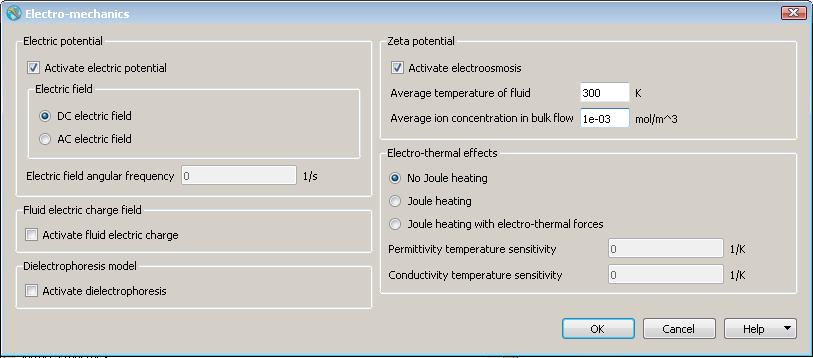 Electro-mechanics
Electric potential
Activate electric potential
Electric field
DC electric field
AC electric field
Electric field angular frequency 0 1/s
Fluid electric charge field
Activate fluid electric charge
Dielectrophoresis model
Activate dielectrophoresis
Zeta potential
Activate electroosmosis
Average temperature of fluid 300 K
Average ion concentration in bulk flow 1e-03 mol/m^3
Electro-thermal effects
No Joule heating
Joule heating
Joule heating with electro-thermal forces
Permittivity temperature sensitivity 0 1/K
Conductivity temperature sensitivity 0 1/K
OK Cancel Help